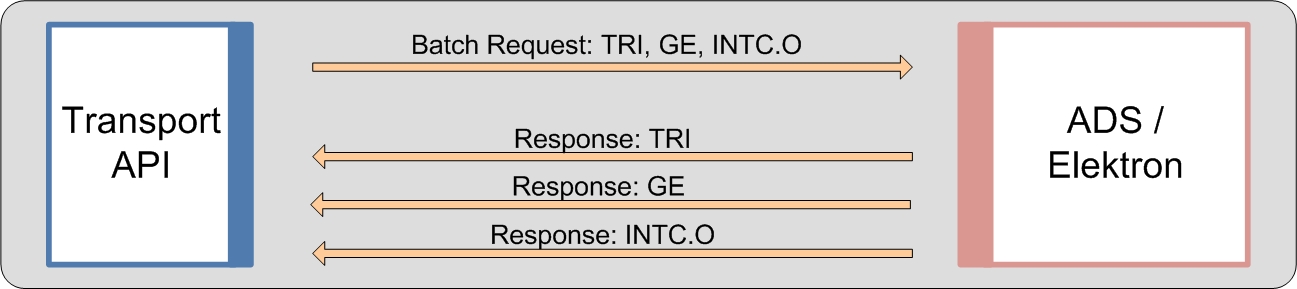 Batch Request: TRI, GE, INTC.O
Transport
API
ADS /
Elektron
Response: TRI
Response: GE
Response: INTC.O